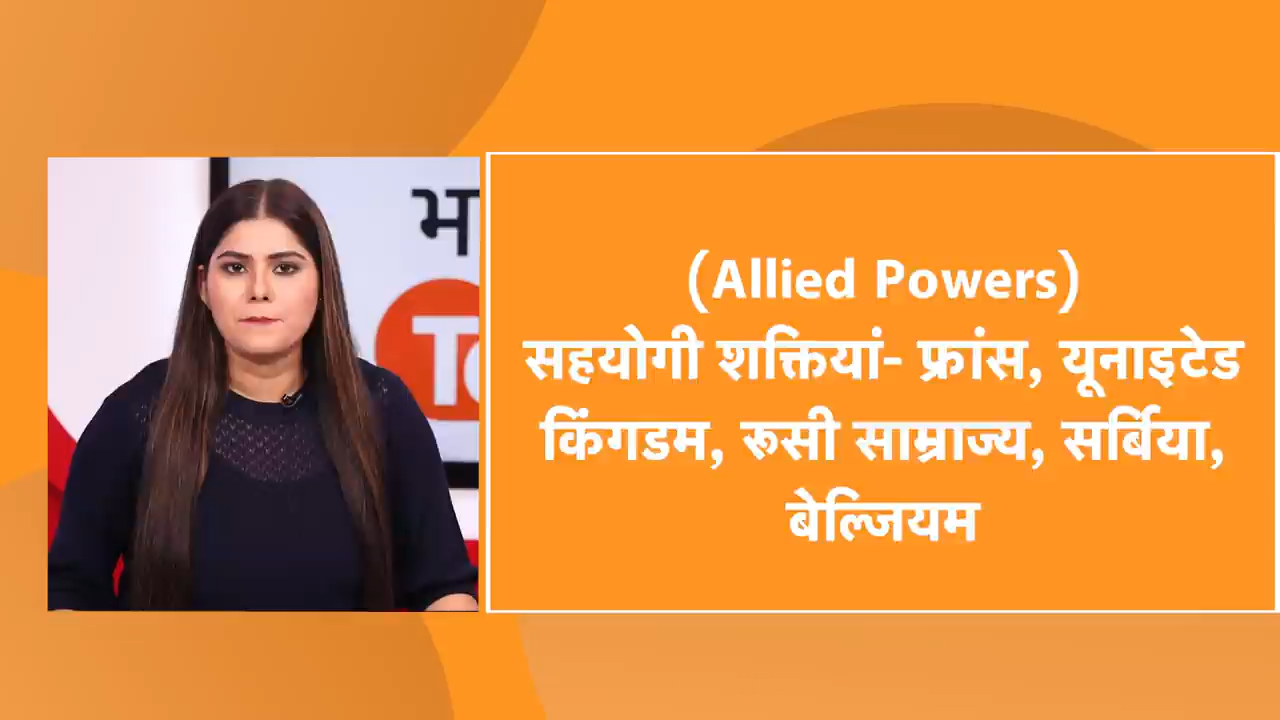 (Allied Powers)
सहयोगी शक्तियां- फ्रांस, यूनाइटेड
किंगडम, रूसी साम्राज्य, सर्बिया,
बेल्जियम